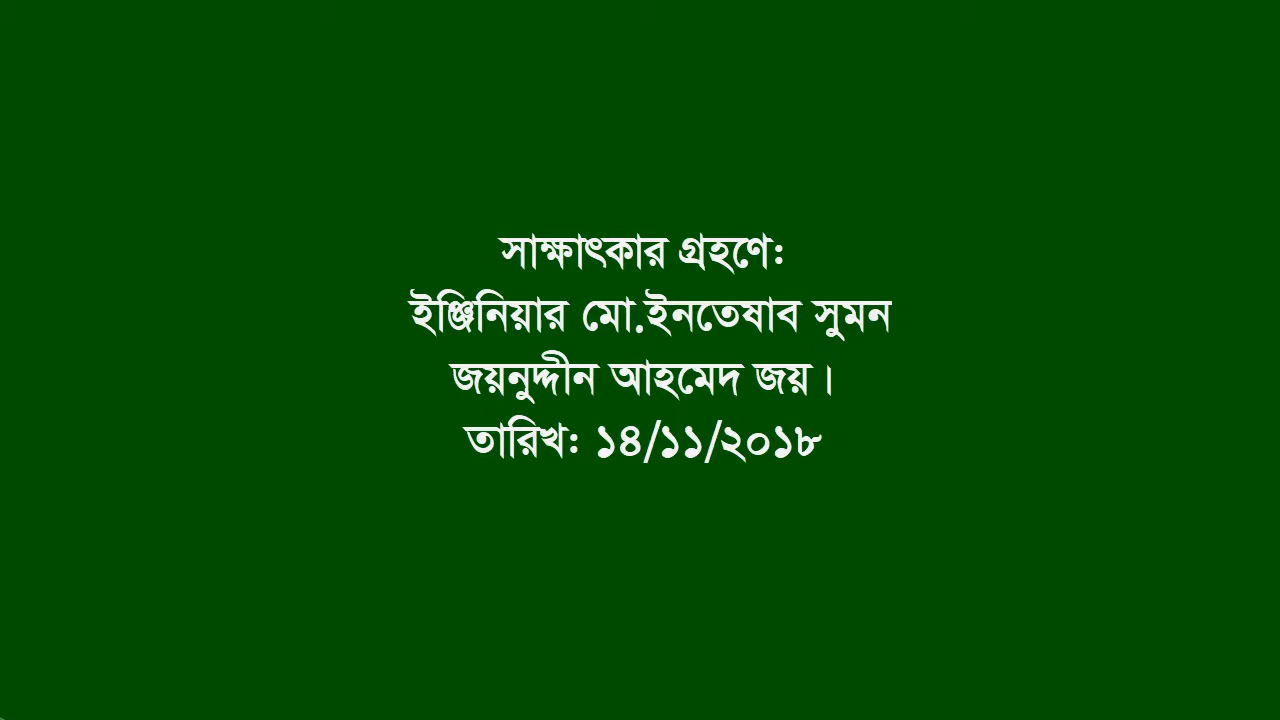 সাক্ষাৎকার গ্রহণে:
ইঞ্জিনিয়ার মো.ইনতেষাব সুমন
জয়নুদ্দীন আহমেদ জয়।
তারিখ: ১৪/১১/২০১৮